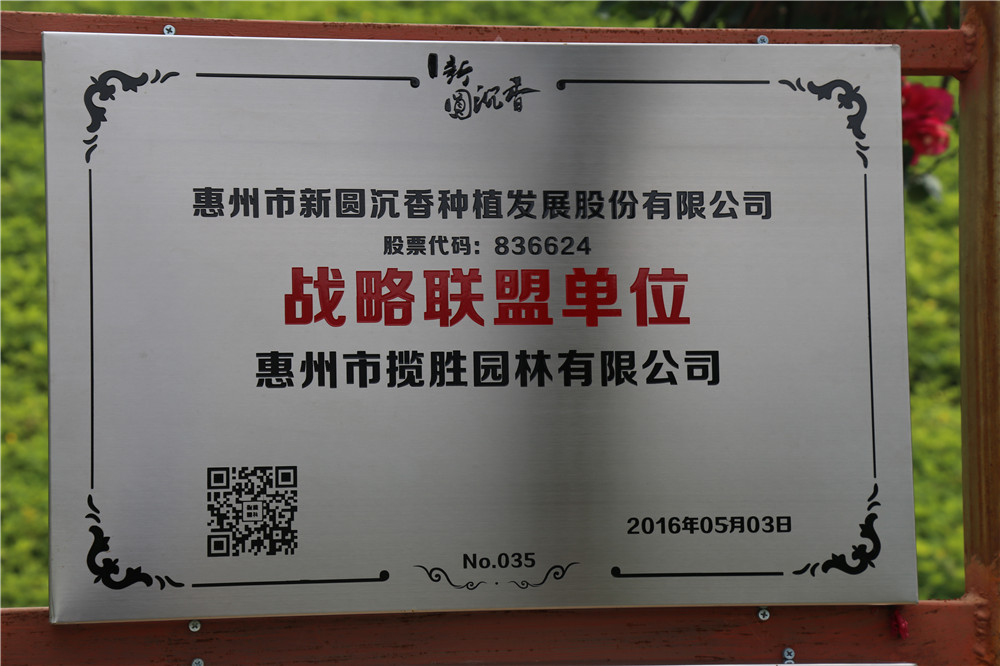 新
圆沉香
惠州市新圆沉香种植发展股份有限公司
股票代码：836624
战略联盟单位
惠州市揽胜园林有限公司
2016年05月03日
No.035